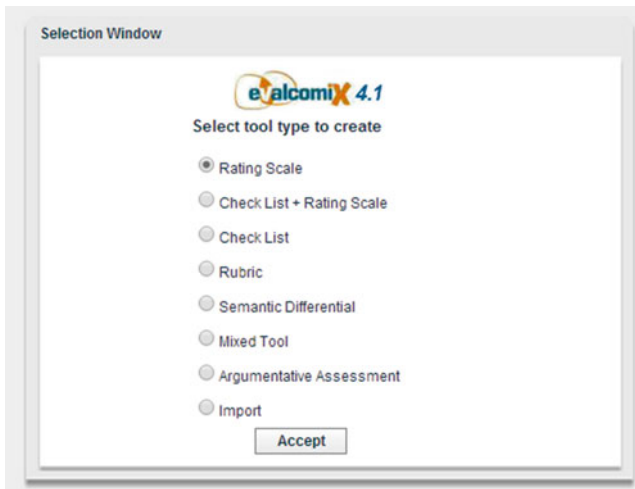 Selection Window
evalcomix 4.1
Select tool type to create
Rating Scale
Check List + Rating Scale
Check List
Rubric
Semantic Differential
Mixed Tool
Argumentative Assessment
Import
Accept